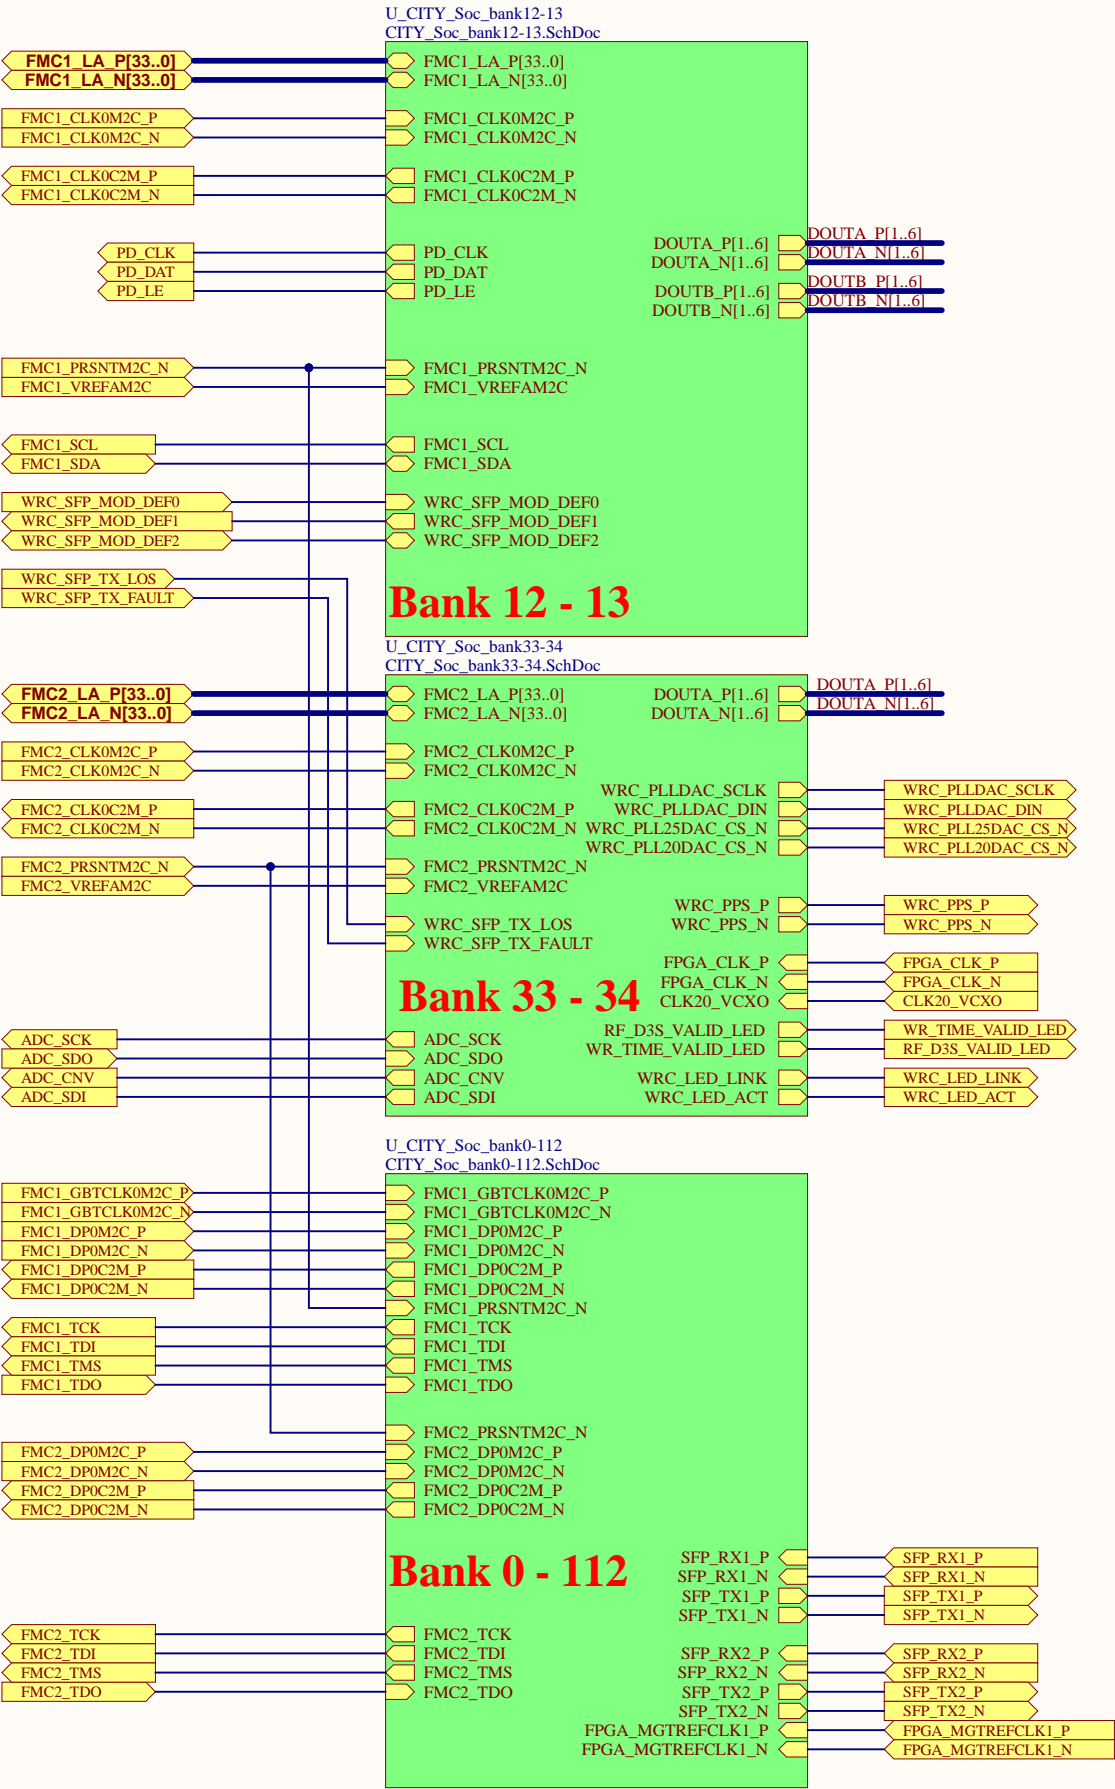 U_CITY_Soc_bank12-13
CITY_Soc_bank12-13.SchDoc
FMC1_LA_P[33..0] FMC1_LA_P[33..0]
FMC1_LA_N[33..0] FMC1_LA_N[33..0]
FMC1_CLK0M2C_P FMC1_CLK0M2C_P
FMC1_CLK0M2C_N FMC1_CLK0M2C_N
FMC1_CLK0C2M_P FMC1_CLK0C2M_P
FMC1_CLK0C2M_N FMC1_CLK0C2M_N
DOUTA_P[1..6] DOUTA_P[1..6]
PD_CLK PD_CLK DOUTA_N[1..6] DOUTA_N[1..6]
PD_DAT PD_DAT
PD_LE PD_LE DOUTB_P[1..6] DOUTB_P[1..6]
DOUTB_N[1..6] DOUTB_N[1..6]
FMC1_PRSNTM2C_N FMC1_PRSNTM2C_N
FMC1_VREFAM2C FMC1_VREFAM2C
FMC1_SCL FMC1_SCL
FMC1_SDA FMC1_SDA
WRC_SFP_MOD_DEF0 WRC_SFP_MOD_DEF0
WRC_SFP_MOD_DEF1 WRC_SFP_MOD_DEF1
WRC_SFP_MOD_DEF2 WRC_SFP_MOD_DEF2
WRC_SFP_TX_LOS
WRC_SFP_TX_FAULT
Bank 12 - 13
U_CITY_Soc_bank33-34
CITY_Soc_bank33-34.SchDoc
FMC2_LA_P[33..0] FMC2_LA_P[33..0] DOUTA_P[1..6] DOUTA_P[1..6]
FMC2_LA_N[33..0] FMC2_LA_N[33..0] DOUTA_N[1..6] DOUTA_N[1..6]
FMC2_CLK0M2C_P FMC2_CLK0M2C_P
FMC2_CLK0M2C_N FMC2_CLK0M2C_N
WRC_PLLDAC_SCLK WRC_PLLDAC_SCLK
FMC2_CLK0C2M_P FMC2_CLK0C2M_P WRC_PLLDAC_DIN WRC_PLLDAC_DIN
FMC2_CLK0C2M_N FMC2_CLK0C2M_N WRC_PLL25DAC_CS_N WRC_PLL25DAC_CS_N
WRC_PLL20DAC_CS_N WRC_PLL20DAC_CS_N
FMC2_PRSNTM2C_N FMC2_PRSNTM2C_N
FMC2_VREFAM2C FMC2_VREFAM2C
WRC_PPS_P WRC_PPS_P
WRC_SFP_TX_LOS WRC_PPS_N WRC_PPS_N
WRC_SFP_TX_FAULT
FPGA_CLK_P FPGA_CLK_P
FPGA_CLK_N FPGA_CLK_N
Bank 33 - 34
CLK20_VCXO CLK20_VCXO
RF_D3S_VALID_LED WR_TIME_VALID_LED
ADC_SCK ADC_SCK
WR_TIME_VALID_LED RF_D3S_VALID_LED
ADC_SDO ADC_SDO
ADC_CNV ADC_CNV WRC_LED_LINK WRC_LED_LINK
ADC_SDI ADC_SDI WRC_LED_ACT WRC_LED_ACT
U_CITY_Soc_bank0-112
CITY_Soc_bank0-112.SchDoc
FMC1_GBTCLK0M2C_P FMC1_GBTCLK0M2C_P
FMC1_GBTCLK0M2C_N FMC1_GBTCLK0M2C_N
FMC1_DP0M2C_P FMC1_DP0M2C_P
FMC1_DP0M2C_N FMC1_DP0M2C_N
FMC1_DP0C2M_P FMC1_DP0C2M_P
FMC1_DP0C2M_N FMC1_DP0C2M_N
FMC1_PRSNTM2C_N
FMC1_TCK FMC1_TCK
FMC1_TDI FMC1_TDI
FMC1_TMS FMC1_TMS
FMC1_TDO FMC1_TDO
FMC2_PRSNTM2C_N
FMC2_DP0M2C_P FMC2_DP0M2C_P
FMC2_DP0M2C_N FMC2_DP0M2C_N
FMC2_DP0C2M_P FMC2_DP0C2M_P
FMC2_DP0C2M_N FMC2_DP0C2M_N
Bank 0 - 112
SFP_RX1_P SFP_RX1_P
SFP_RX1_N SFP_RX1_N
SFP_TX1_P SFP_TX1_P
SFP_TX1_N SFP_TX1_N
FMC2_TCK FMC2_TCK
FMC2_TDI FMC2_TDI SFP_RX2_P SFP_RX2_P
FMC2_TMS FMC2_TMS SFP_RX2_N SFP_RX2_N
FMC2_TDO FMC2_TDO SFP_TX2_P SFP_TX2_P
SFP_TX2_N SFP_TX2_N
FPGA_MGTREFCLK1_P FPGA_MGTREFCLK1_P
FPGA_MGTREFCLK1_N FPGA_MGTREFCLK1_N